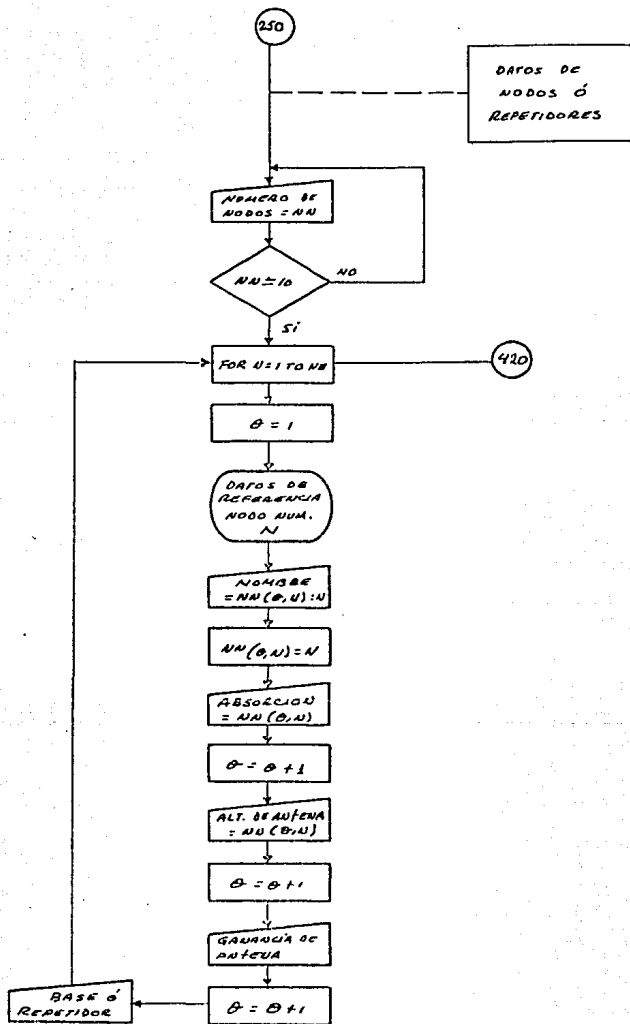 250
DATOS DE
NODOS Ó
REPETIDORES
NUMERO DE
NODOS = NN
NN ≐ 10
NO
SI
FOR N=1 TO NN
420
θ = 1
DATOS DE
REFERENCIA
NODO NUM.
N
NOMBRE
= NN(θ,N):N
NN(θ,N)=N
ABSORCION
= NN(θ,N)
θ = θ+1
ALT. DE ANTENA
= NN(θ,N)
θ = θ+1
GANANCIA DE
ANTENA
θ = θ+1
BASE Ó
REPETIDOR